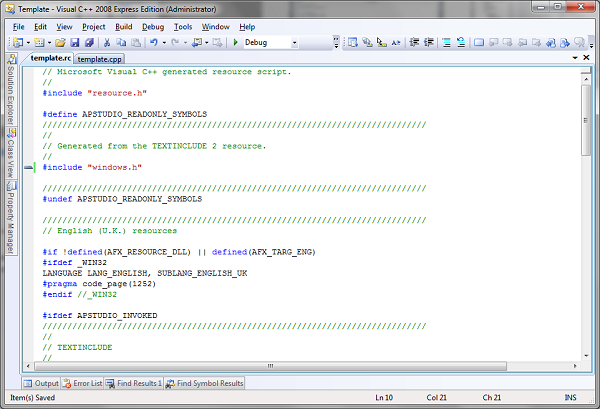 Template - Visual C++ 2008 Express Edition (Administrator)
File Edit View Project Build Debug Tools Window Help
Debug
template.rc template.cpp
Solution Explorer
Class View
Property Manager
// Microsoft Visual C++ generated resource script.
//
#include "resource.h"
#define APSTUDIO_READONLY_SYMBOLS
/////////////////////////////////////////////////////////////////////////////
//
// Generated from the TEXTINCLUDE 2 resource.
//
#include "windows.h"
/////////////////////////////////////////////////////////////////////////////
#undef APSTUDIO_READONLY_SYMBOLS
/////////////////////////////////////////////////////////////////////////////
// English (U.K.) resources
#if !defined(AFX_RESOURCE_DLL) || defined(AFX_TARG_ENG)
#ifdef _WIN32
LANGUAGE LANG_ENGLISH, SUBLANG_ENGLISH_UK
#pragma code_page(1252)
#endif //_WIN32
#ifdef APSTUDIO_INVOKED
/////////////////////////////////////////////////////////////////////////////
//
// TEXTINCLUDE
//
Output Error List Find Results 1 Find Symbol Results
Item(s) Saved Ln 10 Col 21 Ch 21 INS